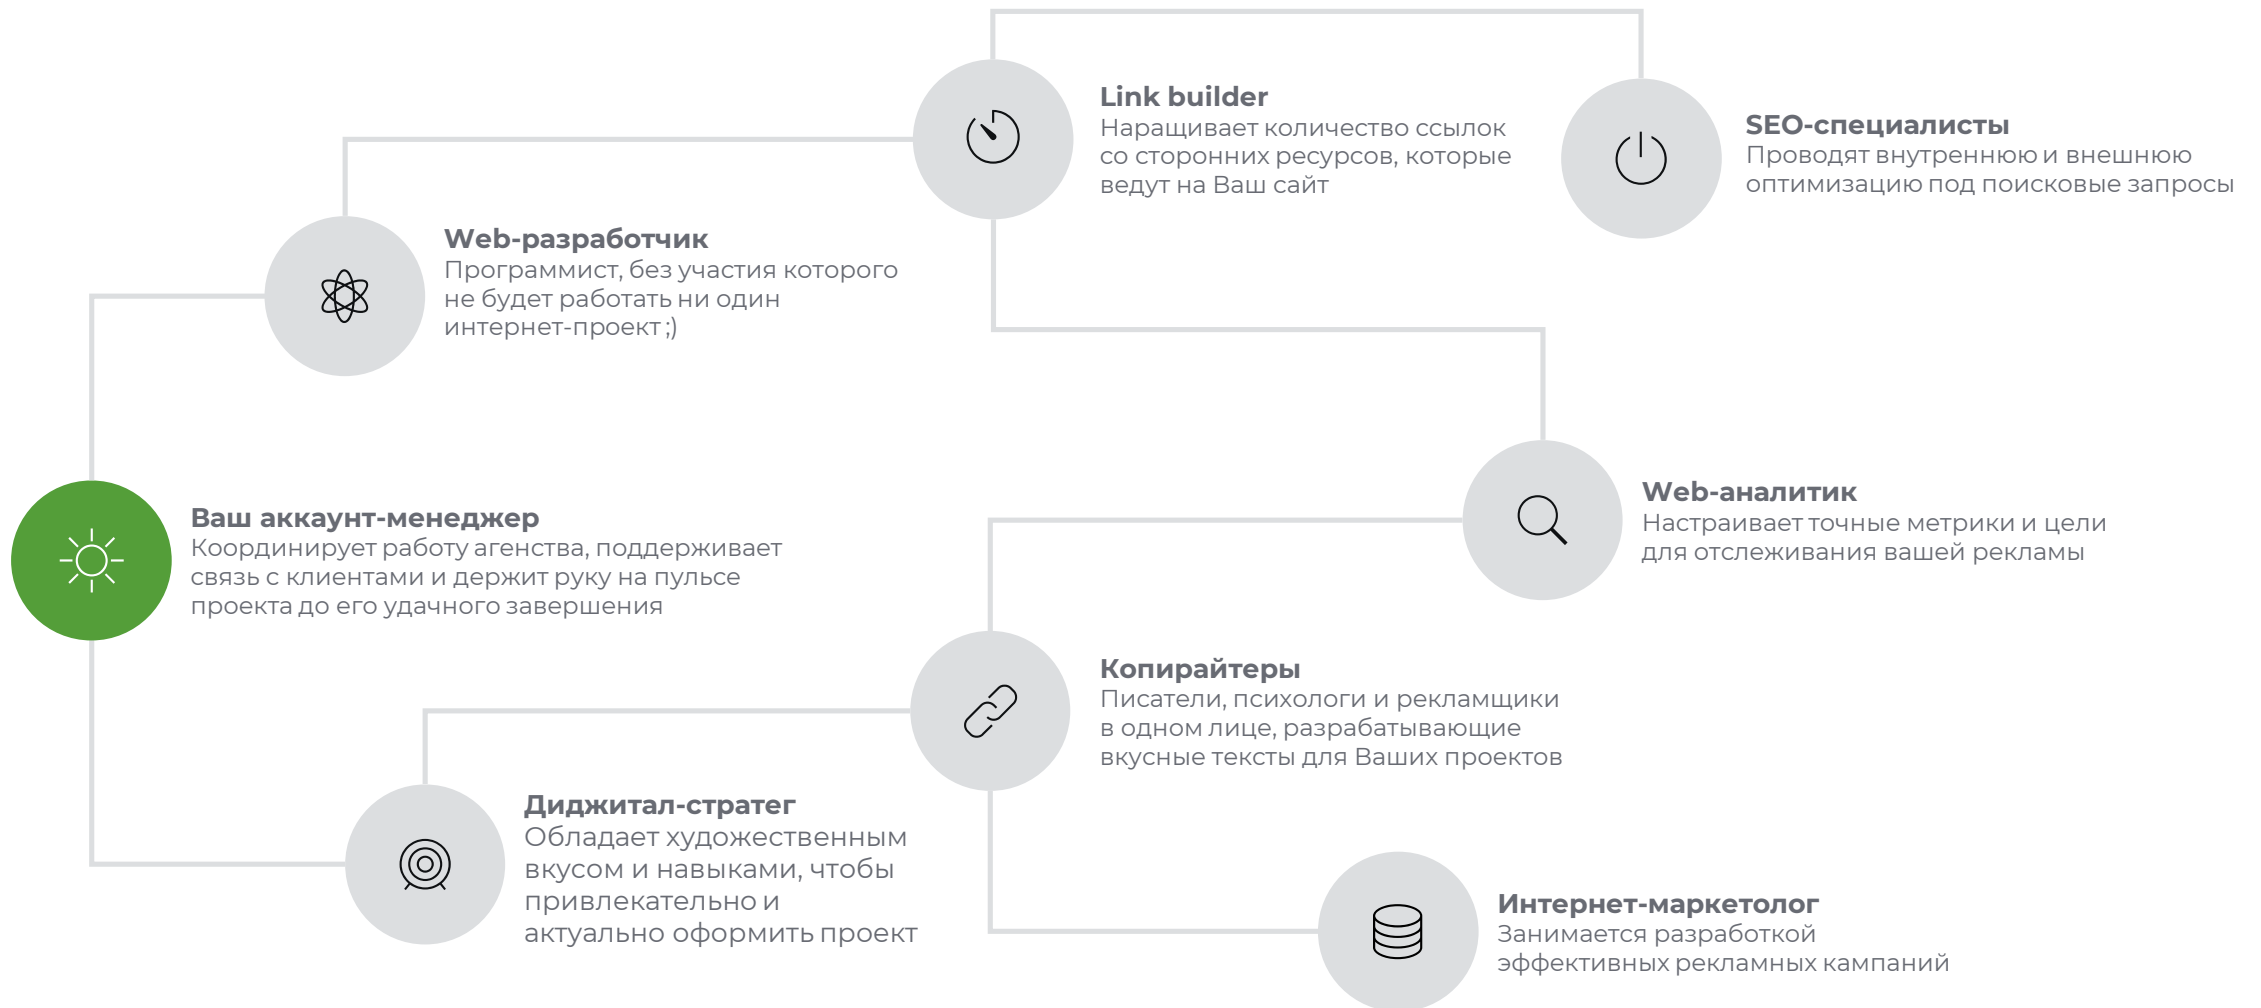 Link builder
Наращивает количество ссылок
со сторонних ресурсов, которые
ведут на Ваш сайт
SEO-специалисты
Проводят внутреннюю и внешнюю
оптимизацию под поисковые запросы
Web-разработчик
Программист, без участия которого
не будет работать ни один
интернет-проект ;)
Ваш аккаунт-менеджер
Координирует работу агенства, поддерживает
связь с клиентами и держит руку на пульсе
проекта до его удачного завершения
Web-аналитик
Настраивает точные метрики и цели
для отслеживания вашей рекламы
Копирайтеры
Писатели, психологи и рекламщики
в одном лице, разрабатывающие
вкусные тексты для Ваших проектов
Диджитал-стратег
Обладает художественным
вкусом и навыками, чтобы
привлекательно и
актуально оформить проект
Интернет-маркетолог
Занимается разработкой
эффективных рекламных кампаний